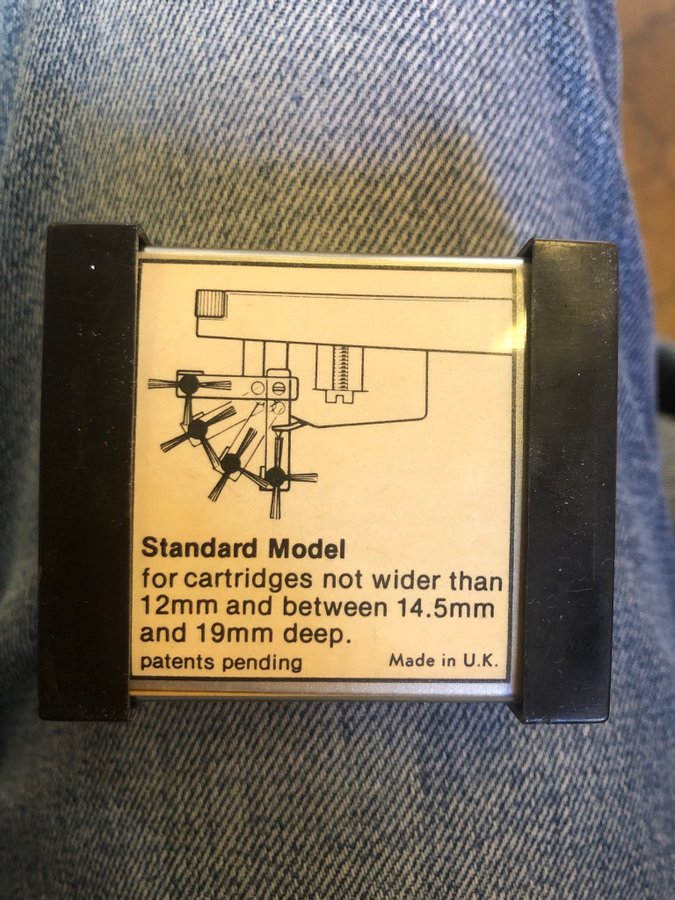 Standard Model
for cartridges not wider than
12mm and between 14.5mm
and 19mm deep.
patents pending Made in U.K.